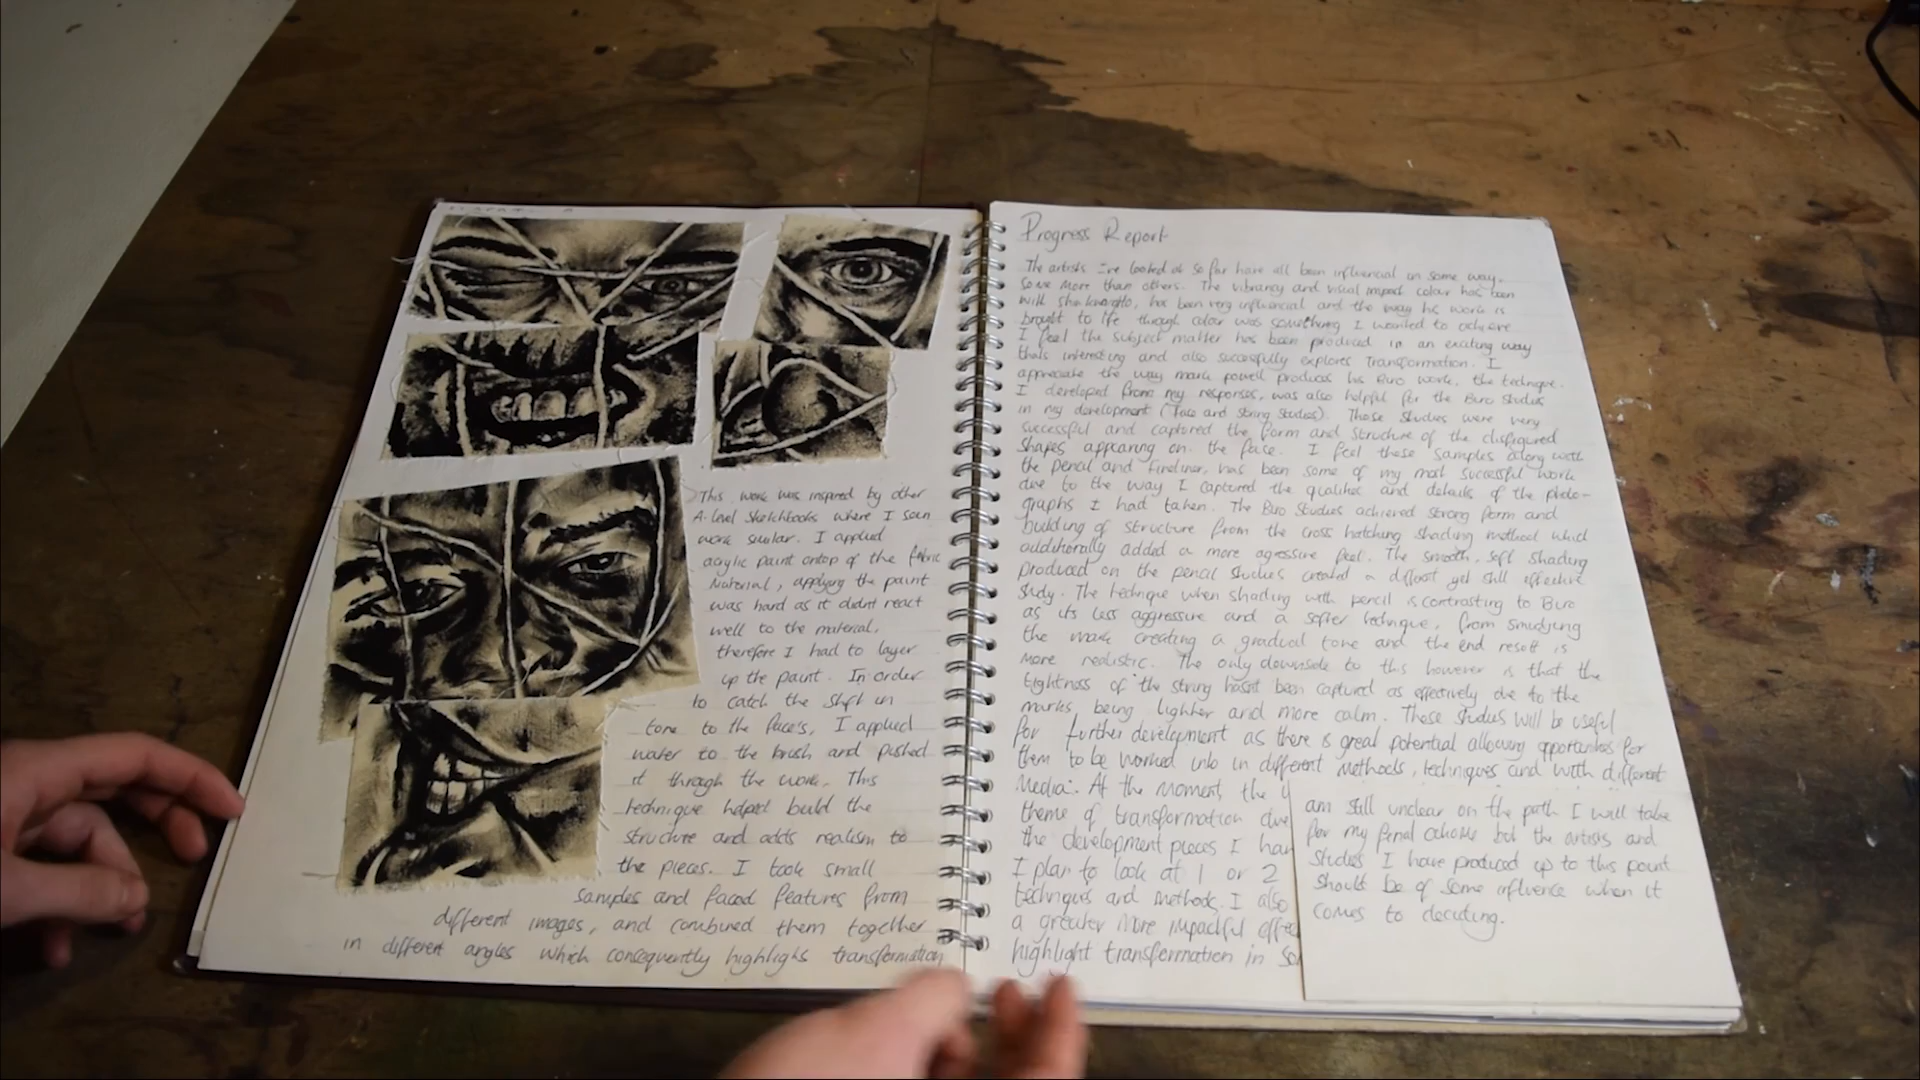 This work was inspired by other
A-level Sketchbooks where I saw
work similar. I applied
acrylic paint ontop of the fabric
Material, applying the paint
was hard as it didnt react
well to the material,
therefore I had to layer
up the paint. In order
to catch the shift in
tone to the face's, I applied
water to the brush and pushed
it through the work. This
technique helped build the
structure and adds realism to
the pieces. I took small
samples and faced features from
different images, and combined them together
in different angles which consequently highlighs transformation
Progress Report
The artists I've looked at so far have all been influencial in some way,
some more than others. The vibrancy and visual impact colour has been
with has been very influencial and the way his work is
brought to life through colour was something I wanted to achieve
I feel the subject matter has been produced in an exciting way
thats interesting and also successfully explores Transformation. I
appreciate the way mark powell produces his Biro work, the technique
I developed from my responses, was also helpful for the Biro studies
in my development (Face and String Studies). These Studies were very
successful and captured the form and structure of the disfigured
shapes appearing on the face. I feel these samples along with
the pencil and fineliner, has been some of my most successful work
due to the way I captured the qualities and details of the photo-
graphs I had taken. The Biro Studies achieved strong form and
building of structure from the cross hatching shading method which
additionally added a more agressive feel. The smooth, soft shading
produced on the pencil studies created a different yet still effective
study. The technique when shading with pencil is contrasting to Biro
as its less aggressive and a softer technique, from smudging
the mark creating a gradual tone and the end result is
more realistic. The only downside to this however is that the
tightness of the string hasnt been captured as effectively due to the
marks being lighter and more calm. These studies will be useful
for further development as there is great potential allowing opportunities for
them to be worked into in different methods, techniques and with different
Media. At the moment, the
theme of transformation due
the development pieces I hav
I plan to look at 1 or 2
techniques and methods. I also
a greater more impactful effec
highlight transformation in So
am still unclear on the path I will take
for my final outcome but the artists and
studies I have produced up to this point
should be of some influence when it
comes to deciding.